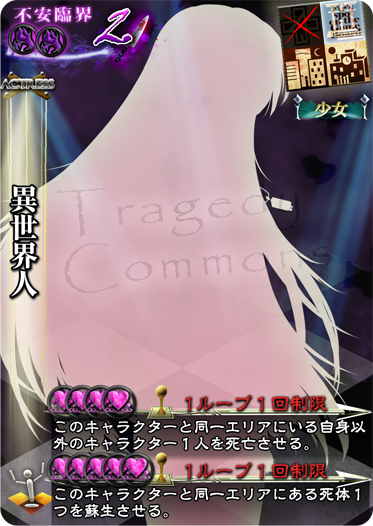 不安臨界
2
ACTRESS
少女
異世界人
Tragedy
Commons
1ループ1回制限
このキャラクターと同一エリアにいる自身以
外のキャラクター1人を死亡させる。
1ループ1回制限
このキャラクターと同一エリアにある死体1
つを蘇生させる。